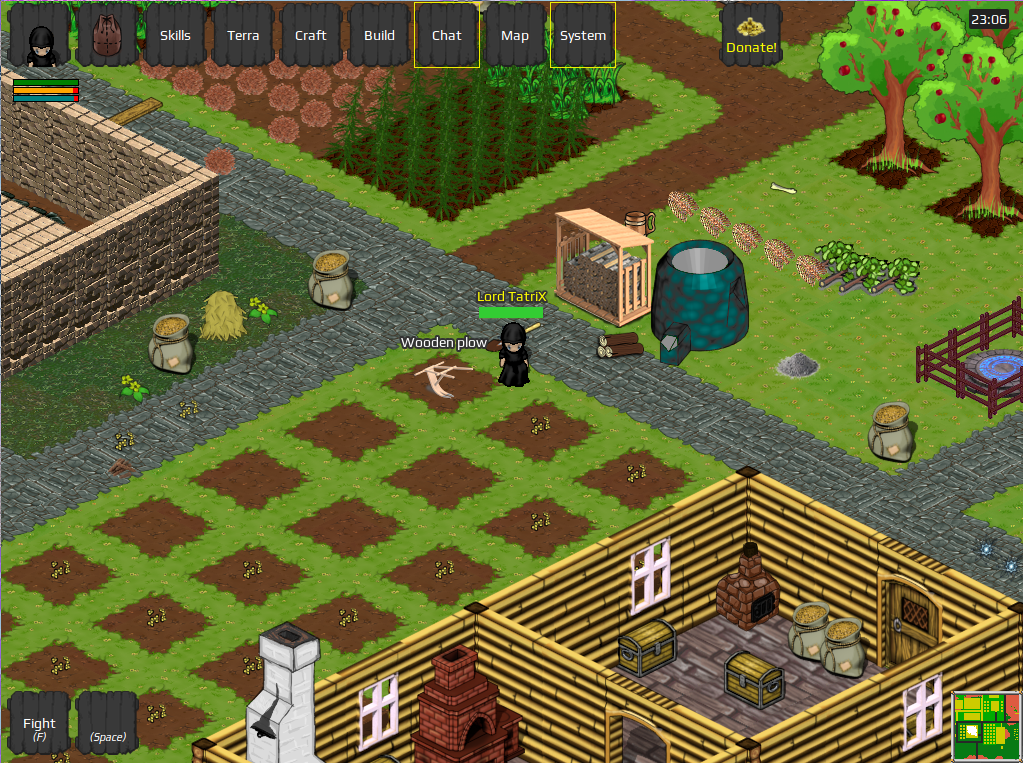 Skills
Terra
Craft
Build
Chat
Map
System
Donate!
23:06
Lord TatriX
Wooden plow
Fight
(F)
(Space)